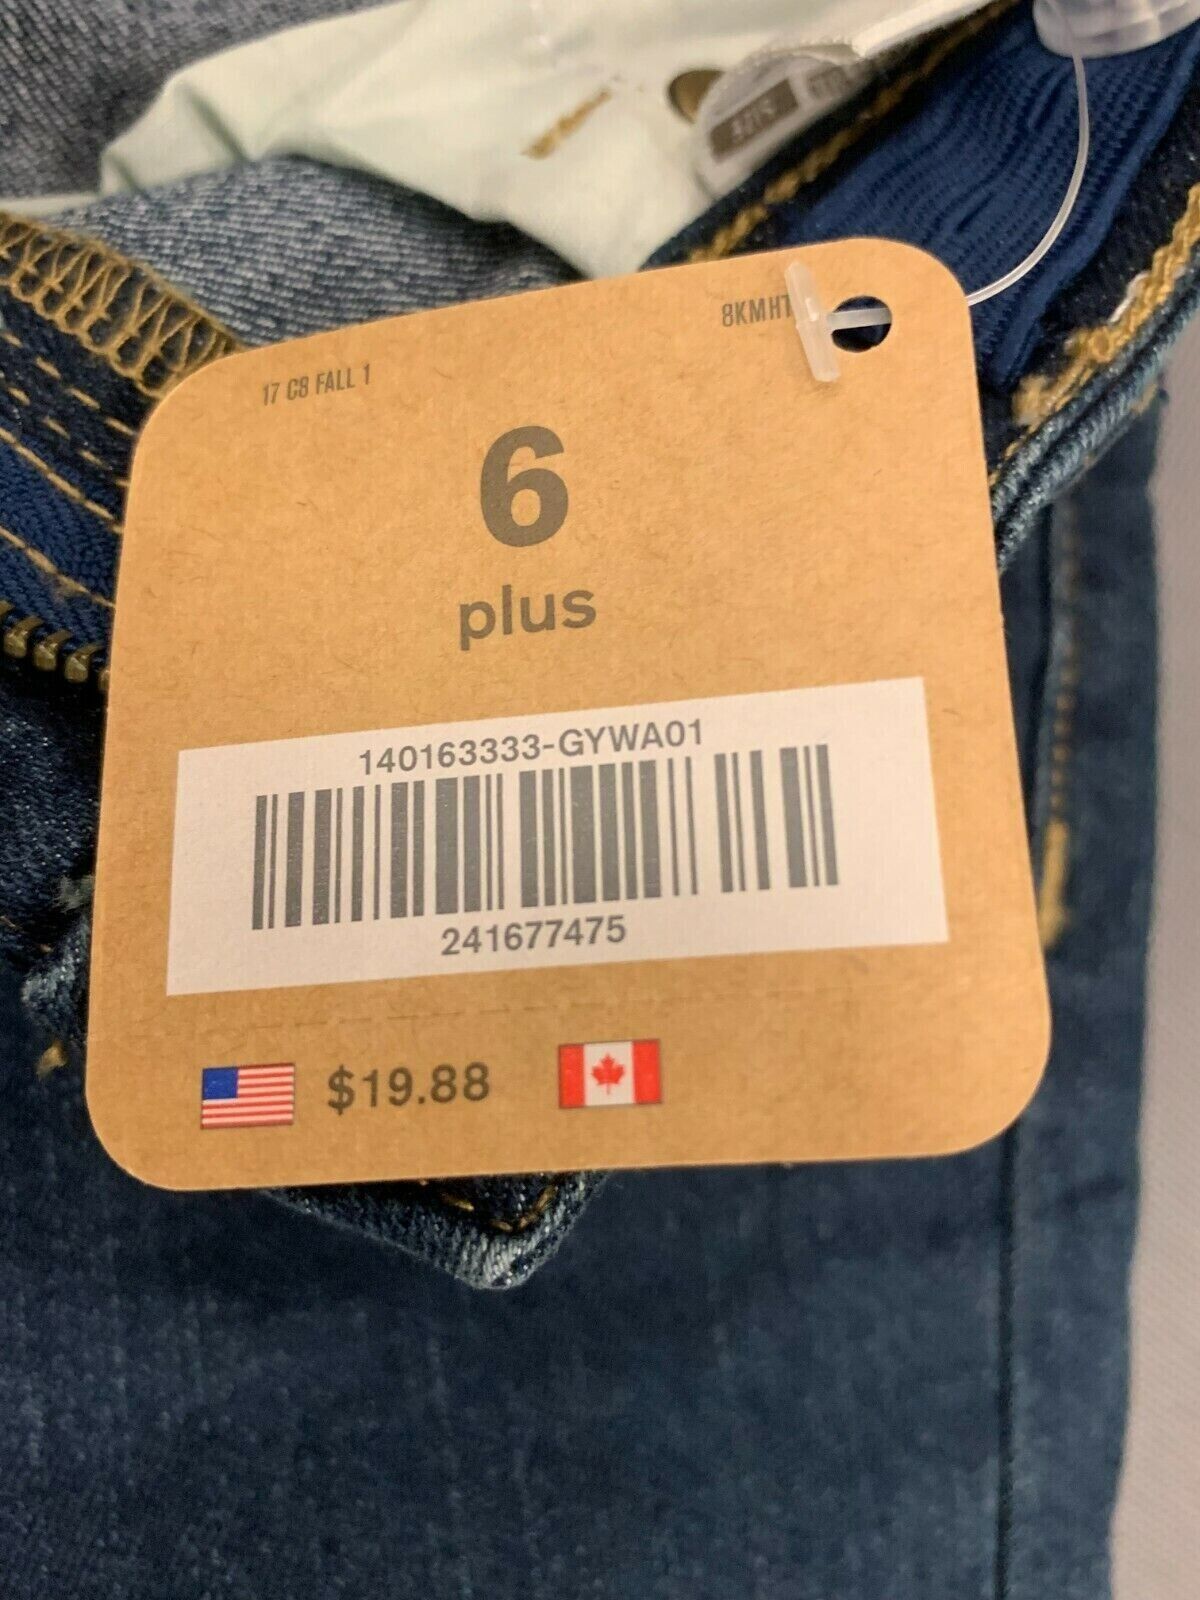 17 C8 FALL 1
8KMHT
6
plus
140163333-GYWA01
241677475
$19.88